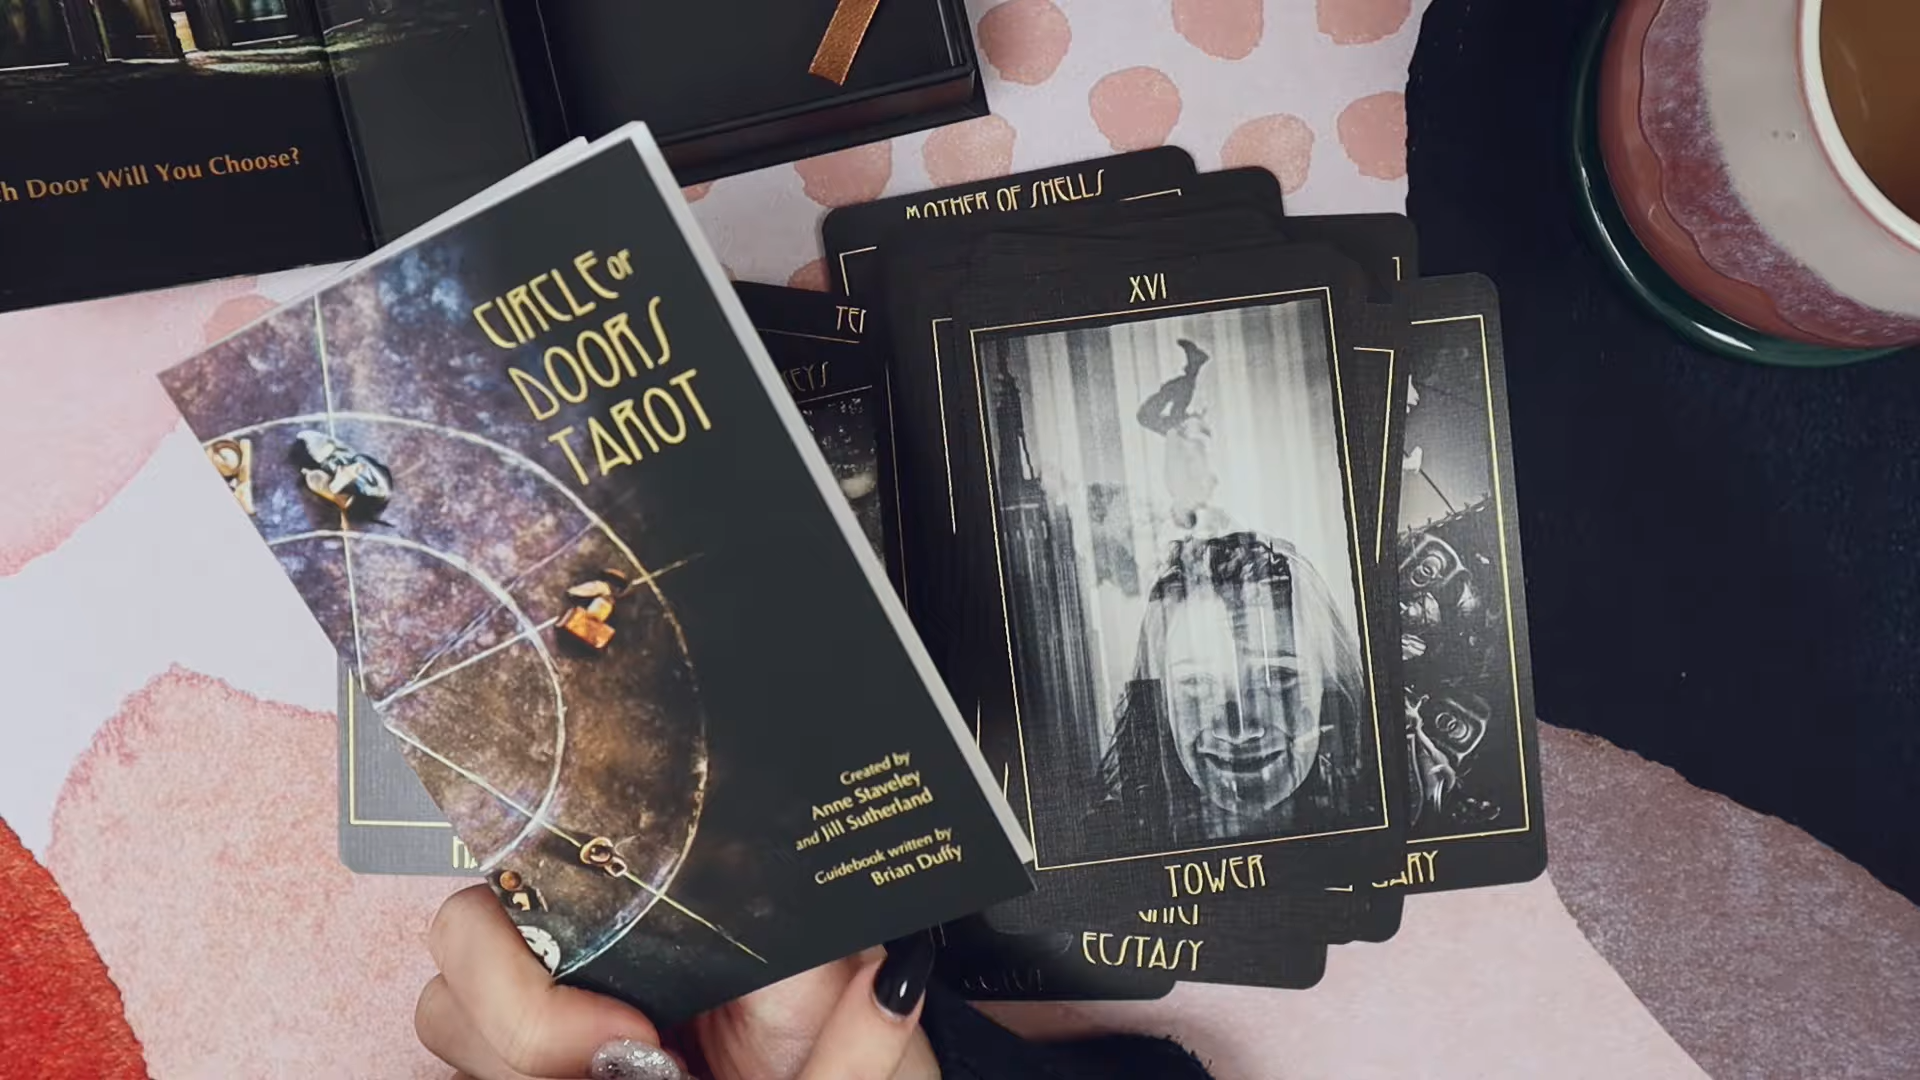 Door Will You Choose?
CIRCLE OF
DOORS
TAROT
Created by
Anne Staveley
and Jill Sutherland
Guidebook written by
Brian Duffy
MOTHER OF SHELLS
XVI
TOWER
ECSTASY